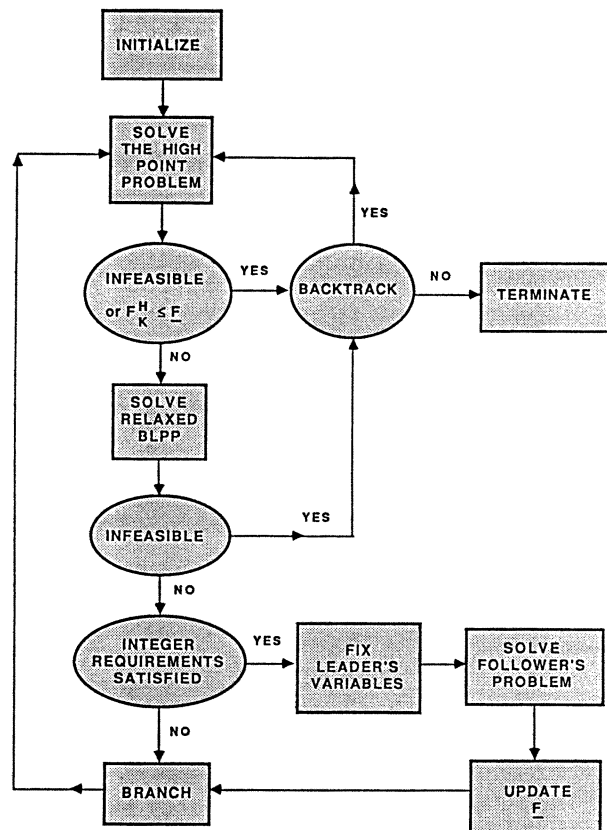 INITIALIZE
SOLVE
THE HIGH
POINT
PROBLEM
YES
INFEASIBLE
or F_K^H ≤ F
YES
BACKTRACK
NO
TERMINATE
NO
SOLVE
RELAXED
BLPP
INFEASIBLE
YES
NO
INTEGER
REQUIREMENTS
SATISFIED
YES
FIX
LEADER'S
VARIABLES
SOLVE
FOLLOWER'S
PROBLEM
NO
BRANCH
UPDATE
F